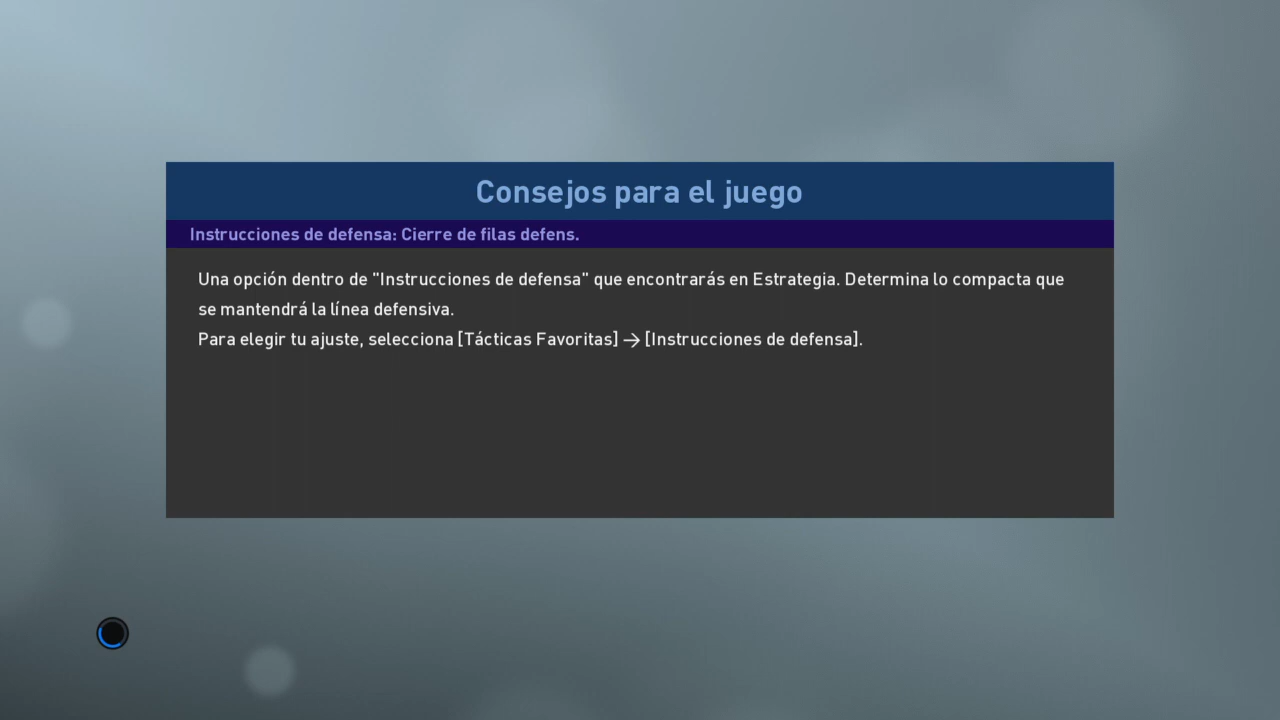 Consejos para el juego
Instrucciones de defensa: Cierre de filas defens.
Una opción dentro de "Instrucciones de defensa" que encontrarás en Estrategia. Determina lo compacta que
se mantendrá la línea defensiva.
Para elegir tu ajuste, selecciona [Tácticas Favoritas] → [Instrucciones de defensa].